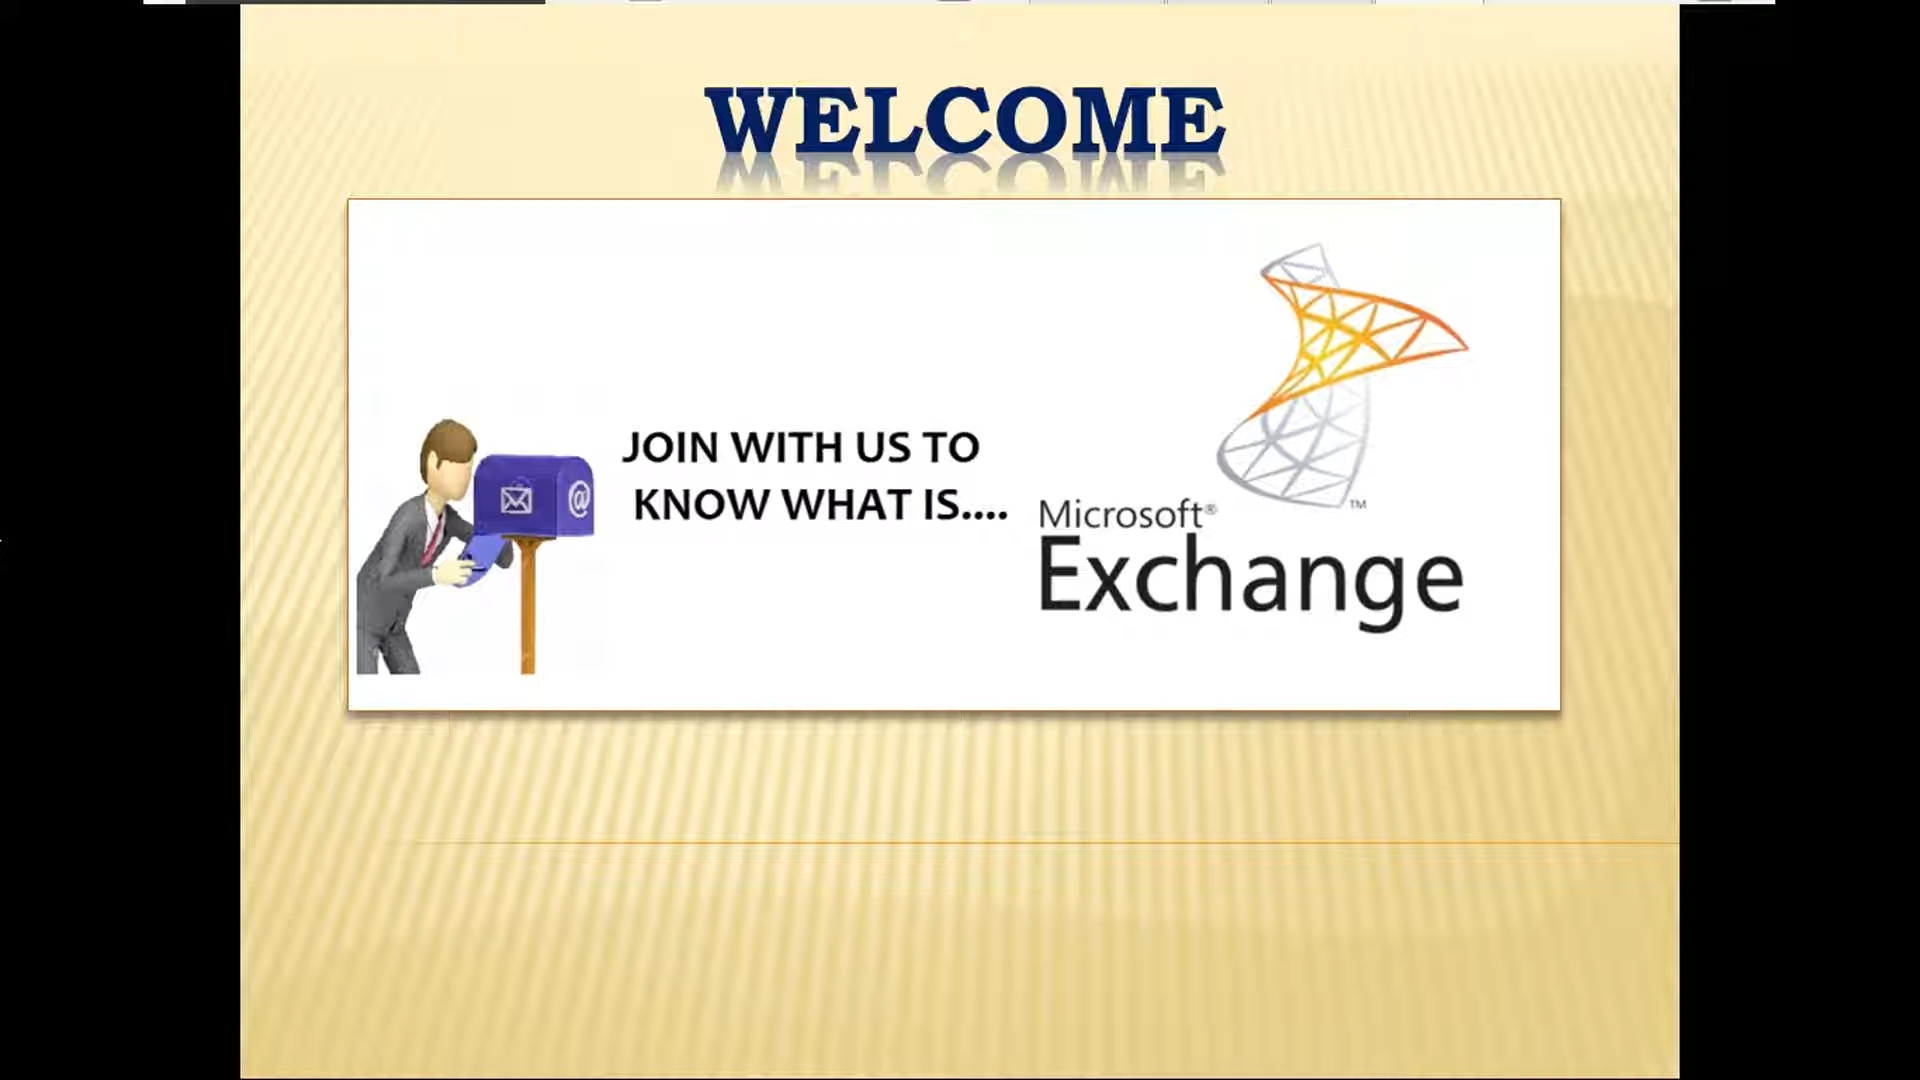 WELCOME
JOIN WITH US TO
KNOW WHAT IS....
™
Microsoft®
Exchange
@